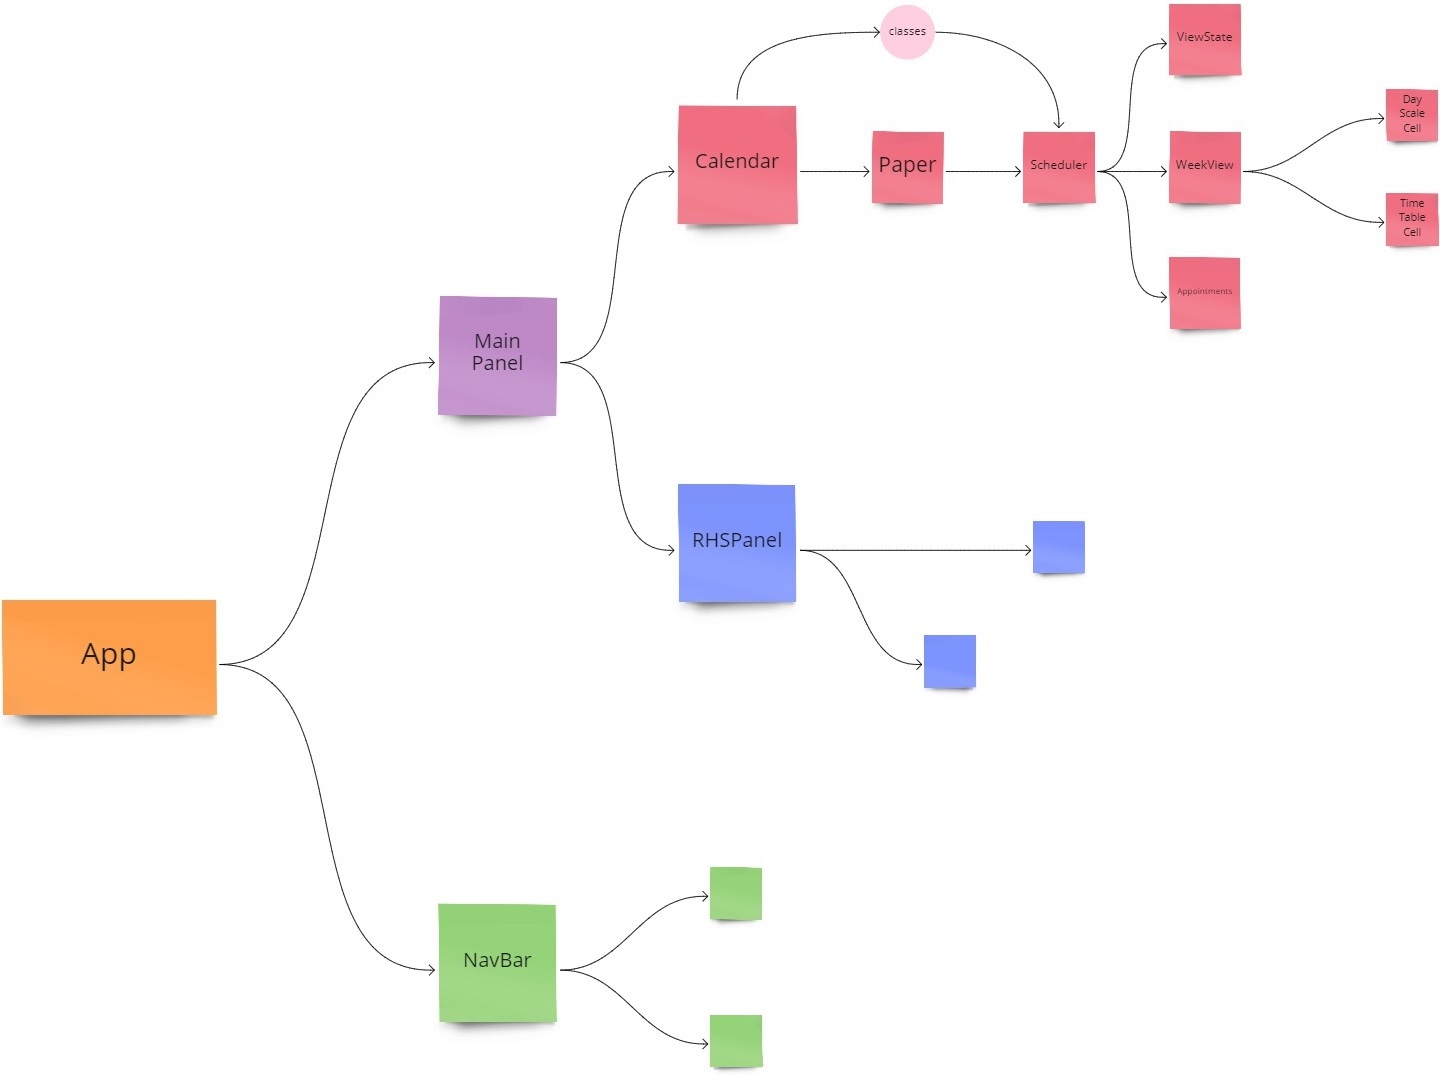 classes
ViewState
Day
Scale
Cell
Calendar
Paper
Scheduler
WeekView
Time
Table
Cell
Appointments
Main
Panel
RHSPanel
App
NavBar